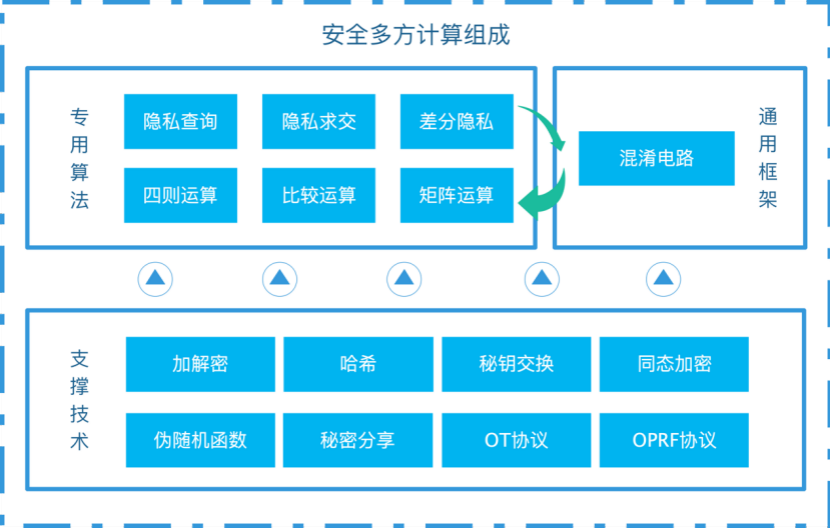 安全多方计算组成
专用算法
隐私查询
隐私求交
差分隐私
四则运算
比较运算
矩阵运算
混淆电路
通用框架
支撑技术
加解密
哈希
秘钥交换
同态加密
伪随机函数
秘密分享
OT协议
OPRF协议